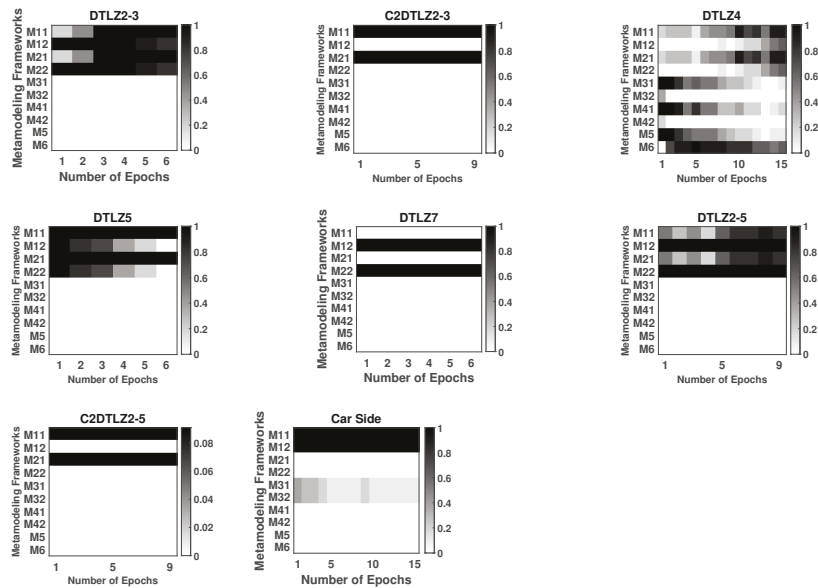 DTLZ2-3
Metamodeling Frameworks
M11
M12
M21
M22
M31
M32
M41
M42
M5
M6
1 2 3 4 5 6
Number of Epochs
1
0.8
0.6
0.4
0.2
0
C2DTLZ2-3
Metamodeling Frameworks
M11
M12
M21
M22
M31
M32
M41
M42
M5
M6
1 5 9
Number of Epochs
1
0.8
0.6
0.4
0.2
0
DTLZ4
Metamodeling Frameworks
M11
M12
M21
M22
M31
M32
M41
M42
M5
M6
1 5 10 15
Number of Epochs
1
0.8
0.6
0.4
0.2
0
DTLZ5
Metamodeling Frameworks
M11
M12
M21
M22
M31
M32
M41
M42
M5
M6
1 2 3 4 5 6
Number of Epochs
1
0.8
0.6
0.4
0.2
0
DTLZ7
Metamodeling Frameworks
M11
M12
M21
M22
M31
M32
M41
M42
M5
M6
1 2 3 4 5 6
Number of Epochs
1
0.8
0.6
0.4
0.2
0
DTLZ2-5
Metamodeling Frameworks
M11
M12
M21
M22
M31
M32
M41
M42
M5
M6
1 5 9
Number of Epochs
1
0.8
0.6
0.4
0.2
0
C2DTLZ2-5
Metamodeling Frameworks
M11
M12
M21
M22
M31
M32
M41
M42
M5
M6
1 5 9
Number of Epochs
0.08
0.06
0.04
0.02
0
Car Side
Metamodeling Frameworks
M11
M12
M21
M22
M31
M32
M41
M42
M5
M6
1 5 10 15
Number of Epochs
1
0.8
0.6
0.4
0.2
0